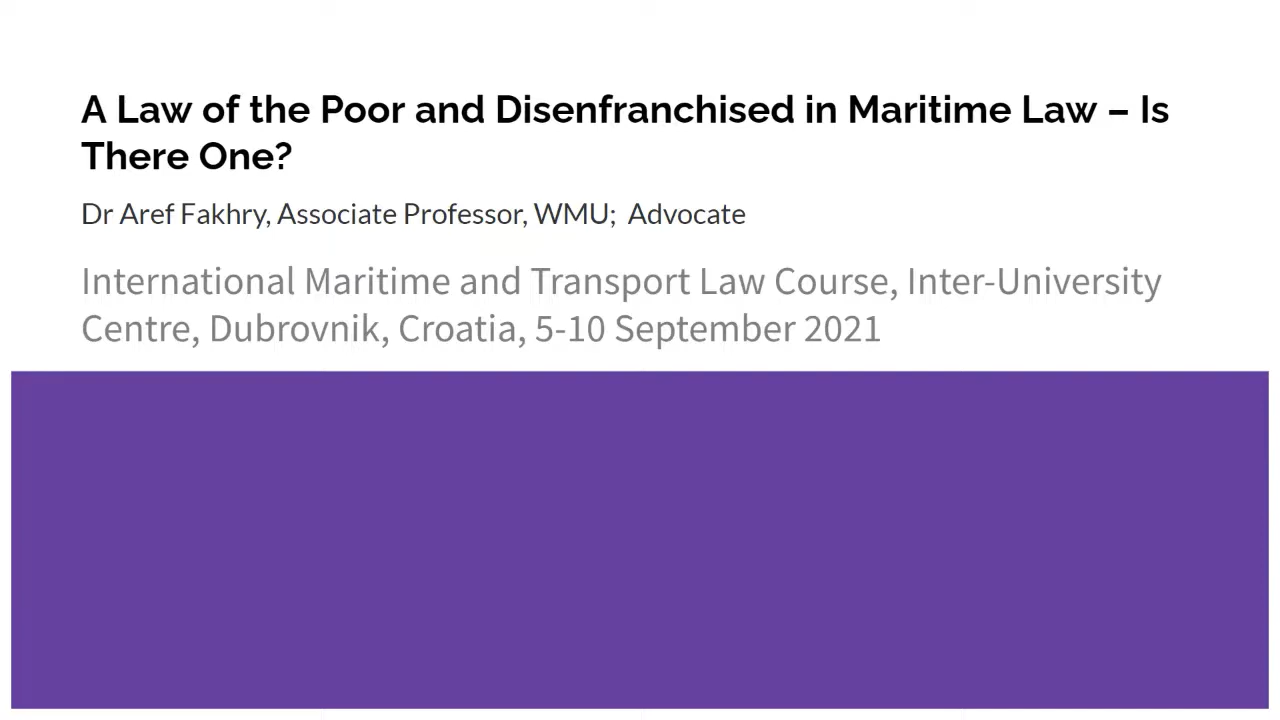 A Law of the Poor and Disenfranchised in Maritime Law – Is
There One?
Dr Aref Fakhry, Associate Professor, WMU; Advocate
International Maritime and Transport Law Course, Inter-University
Centre, Dubrovnik, Croatia, 5-10 September 2021